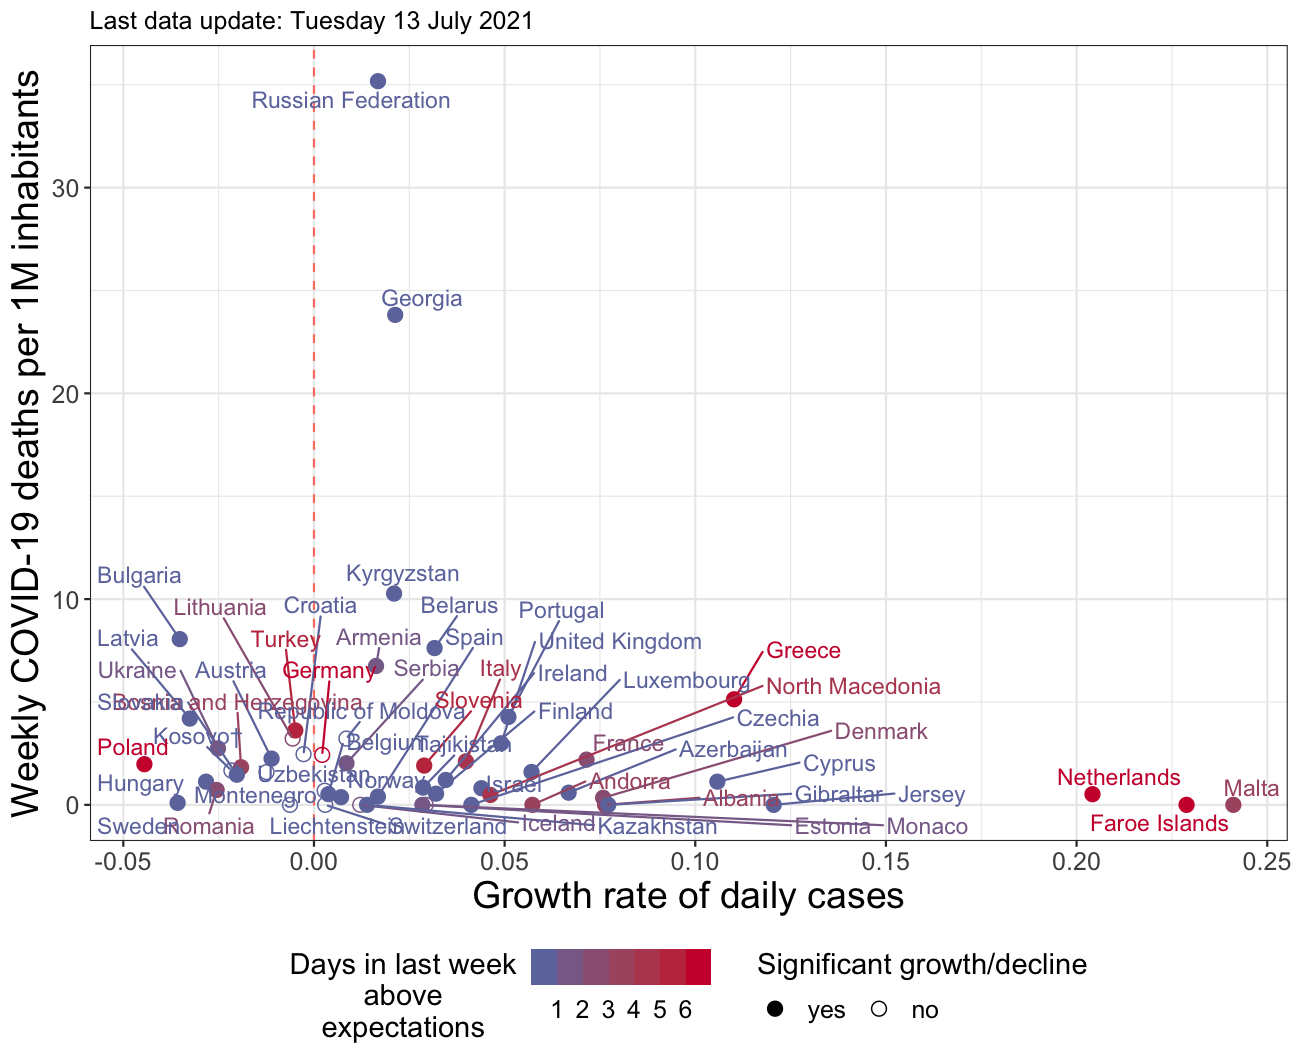 Last data update: Tuesday 13 July 2021
Weekly COVID-19 deaths per 1M inhabitants
30
20
10
0
Russian Federation
Georgia
Bulgaria
Kyrgyzstan
Lithuania
Croatia
Belarus
Portugal
Latvia
Turkey
Armenia
Spain
United Kingdom
Greece
Ukraine
Austria
Germany
Serbia
Italy
Ireland
Luxembourg
North Macedonia
Slovakia
Bosnia and Herzegovina
Republic of Moldova
Slovenia
Finland
Czechia
Poland
Kosovo†
Belgium
Tajikistan
France
Azerbaijan
Denmark
Cyprus
Hungary
Uzbekistan
Norway
Israel
Andorra
Netherlands
Malta
Montenegro
Albania
Gibraltar
Jersey
Sweden
Romania
Liechtenstein
Switzerland
Iceland
Kazakhstan
Estonia
Monaco
Faroe Islands
-0.05
0.00
0.05
0.10
0.15
0.20
0.25
Growth rate of daily cases
Days in last week
above
expectations
1 2 3 4 5 6
Significant growth/decline
yes
no